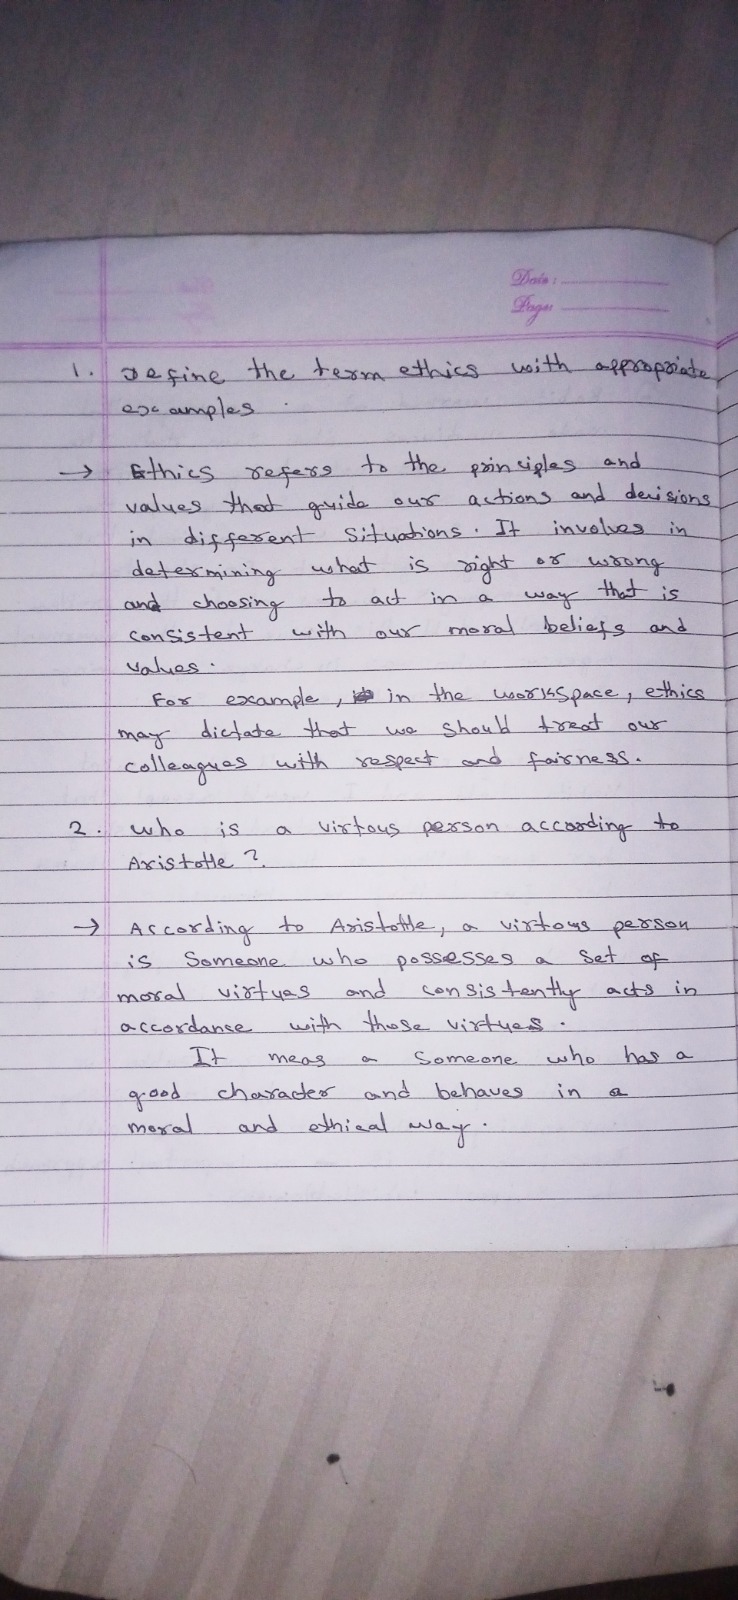 Date:
Page:
1. Define the term ethics with appropriate
examples.
→ Ethics refers to the principles and
values that guide our actions and decisions
in different situations. It involves in
determining what is right or wrong
and choosing to act in a way that is
consistent with our moral beliefs and
values.
For example, in the workspace, ethics
may dictate that we should treat our
colleagues with respect and fairness.
2. who is a virtous person according to
Aristotle ?
→ According to Aristotle, a virtous person
is someone who possesses a set of
moral virtues and consistently acts in
accordance with those virtues.
It meas a someone who has a
good character and behaves in a
moral and ethical way.